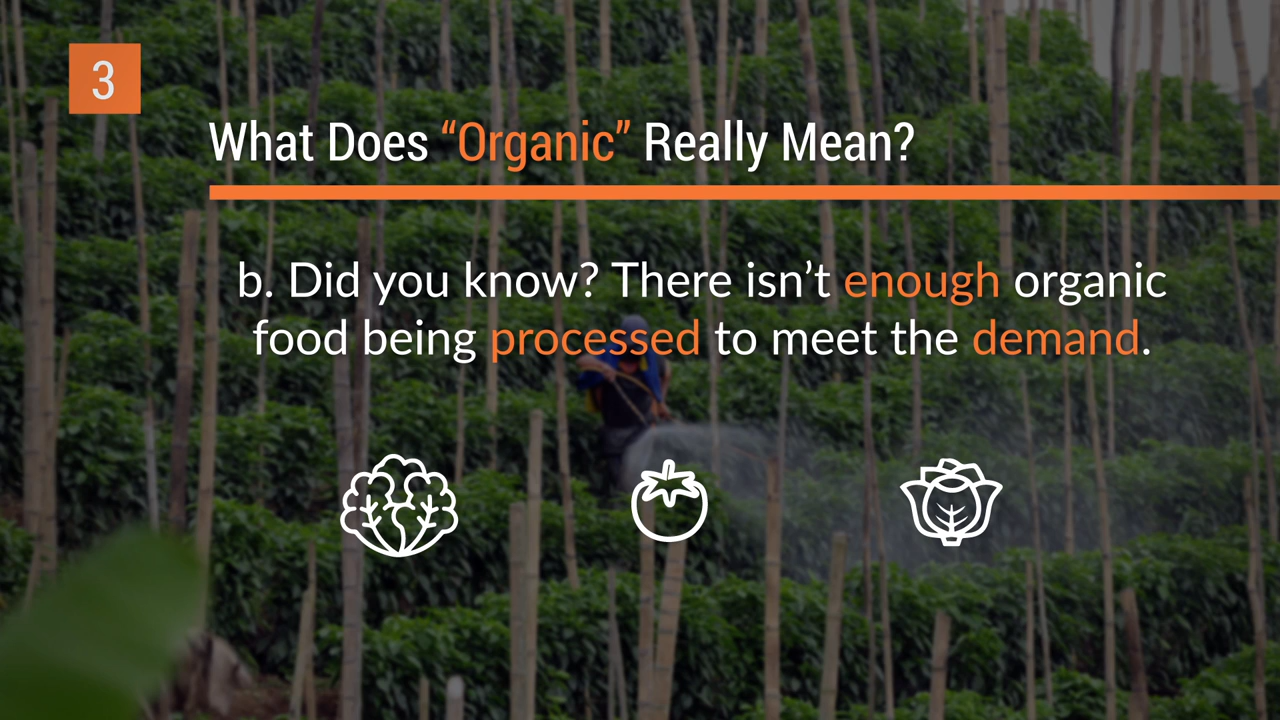 3
What Does “Organic” Really Mean?
b. Did you know? There isn’t enough organic
food being processed to meet the demand.